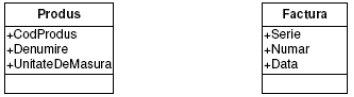 Produs
+CodProdus
+Denumire
+UnitateDeMasura
Factura
+Serie
+Numar
+Data